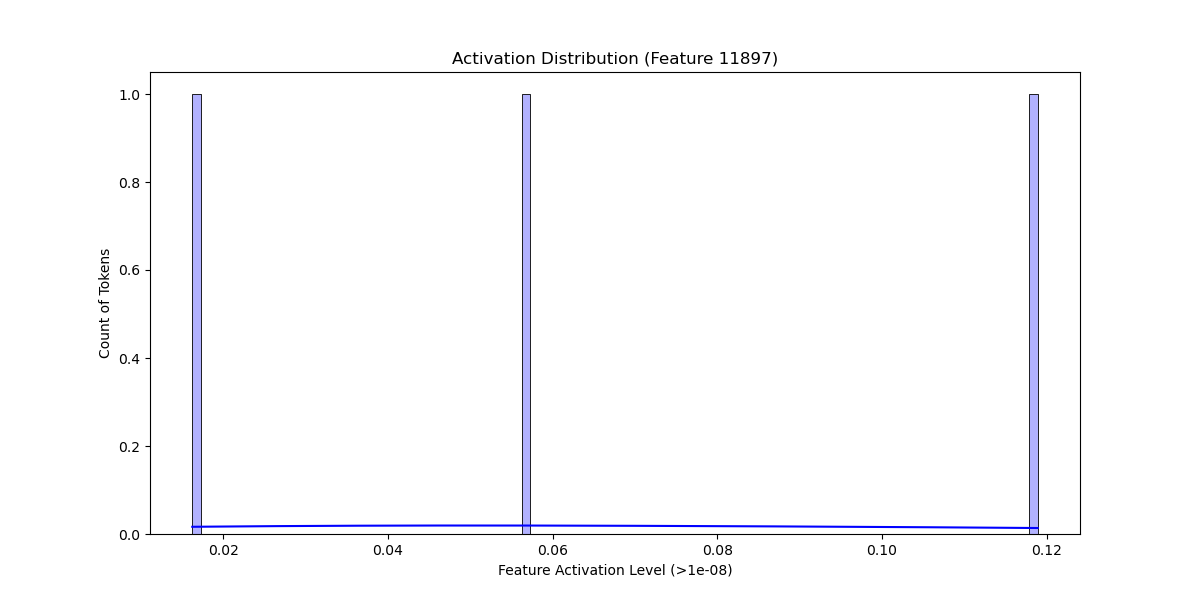 Activation Distribution (Feature 11897)
1.0
0.8
0.6
0.4
0.2
0.0
Count of Tokens
0.02 0.04 0.06 0.08 0.10 0.12
Feature Activation Level (>1e-08)